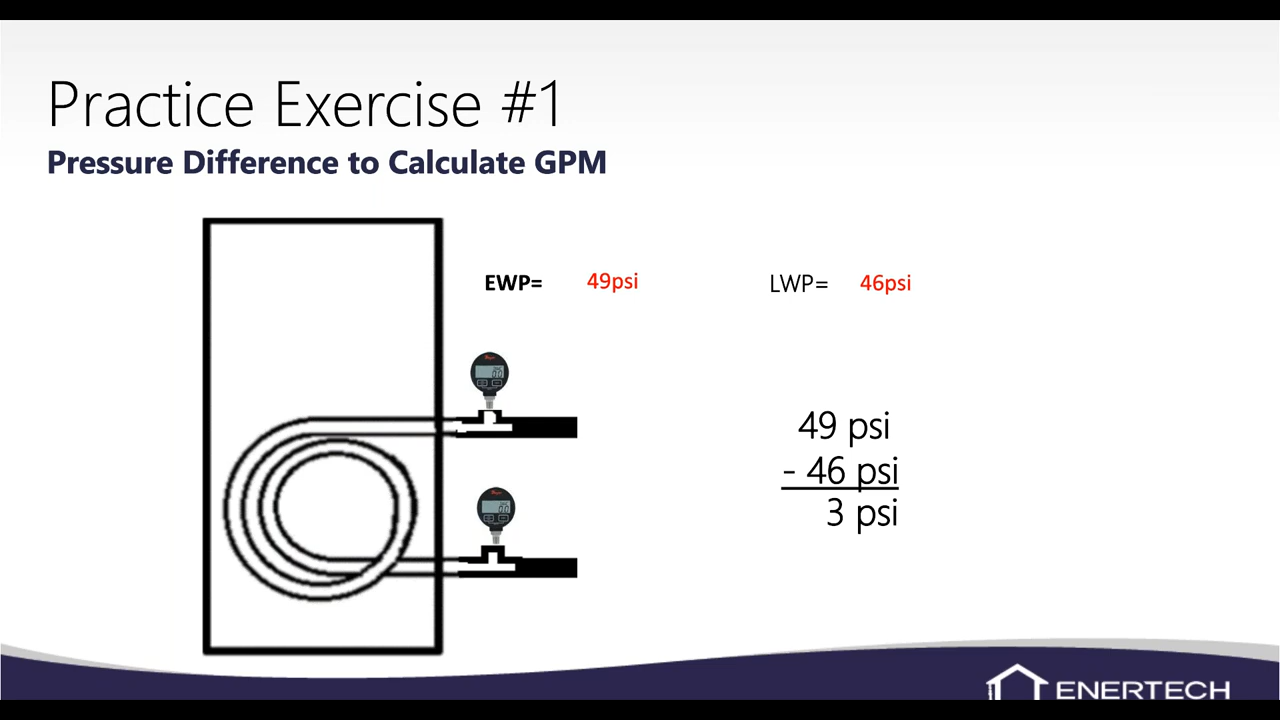 Practice Exercise #1
Pressure Difference to Calculate GPM
EWP= 49psi LWP= 46psi
49 psi
- 46 psi
3 psi
ENERTECH